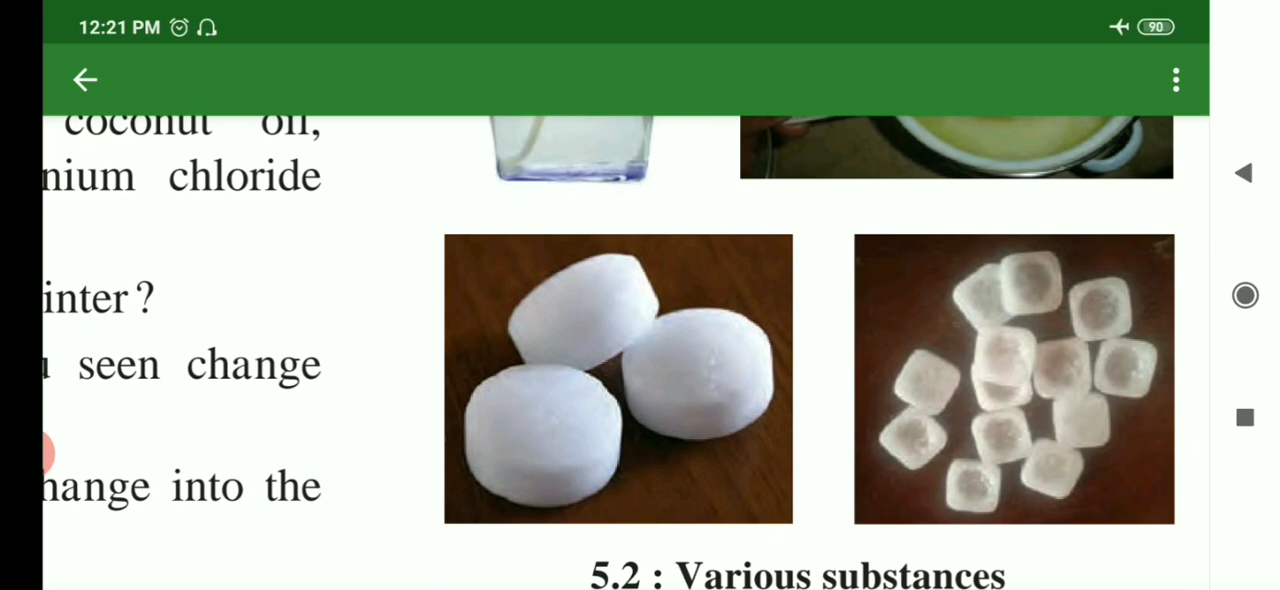 12:21 PM
90
coconut oil,
nium chloride
inter ?
seen change
hange into the
5.2 : Various substances